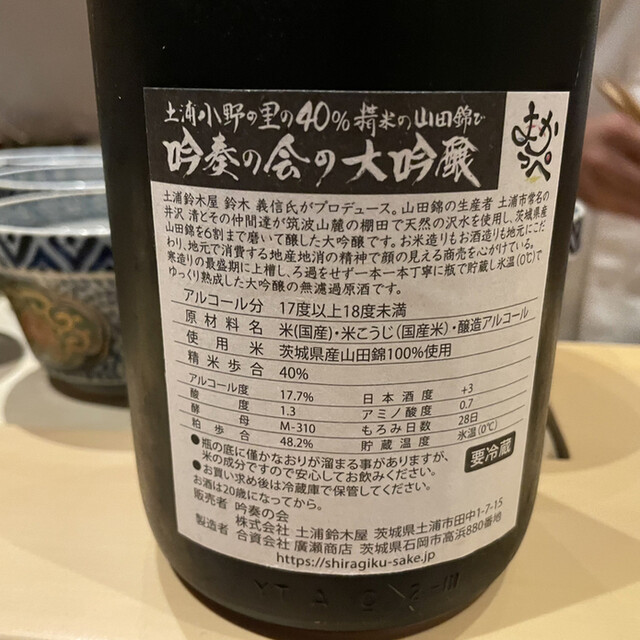 土浦小野の里の40%精米の山田錦で
吟奏の会の大吟醸
土浦鈴木屋 鈴木 義信氏がプロデュース。山田錦の生産者 土浦市常名の
井沢 清とその仲間達が筑波山麓の棚田で天然の沢水を使用し、茨城県産
山田錦を6割まで磨いて醸した大吟醸です。お米造りもお酒造りも地元にこだ
わり、地元で消費する地産地消の精神で顔の見える商売を心がけている。
寒造りの最盛期に上槽し、ろ過をせず一本一本丁寧に瓶で貯蔵し氷温(0℃)で
ゆっくり熟成した大吟醸の無濾過原酒です。
アルコール分 17度以上18度未満
原材料名 米(国産)・米こうじ(国産米)・醸造アルコール
使用米 茨城県産山田錦100%使用
精米歩合 40%
アルコール度 17.7% 日本酒度 +3
酸度 1.3 アミノ酸度 0.7
酵母 M-310 もろみ日数 28日
粕歩合 48.2% 貯蔵温度 氷温(0℃)
●瓶の底に僅かなおりが溜まる事がありますが、
米の成分ですので安心してお飲みください。
●お買い求め後は冷蔵庫で保管してください。
要冷蔵
お酒は20歳になってから。
販売者 吟奏の会
株式会社 土浦鈴木屋 茨城県土浦市田中1-7-15
製造者 合資会社 廣瀬商店 茨城県石岡市高浜880番地
https://shiragiku-sake.jp